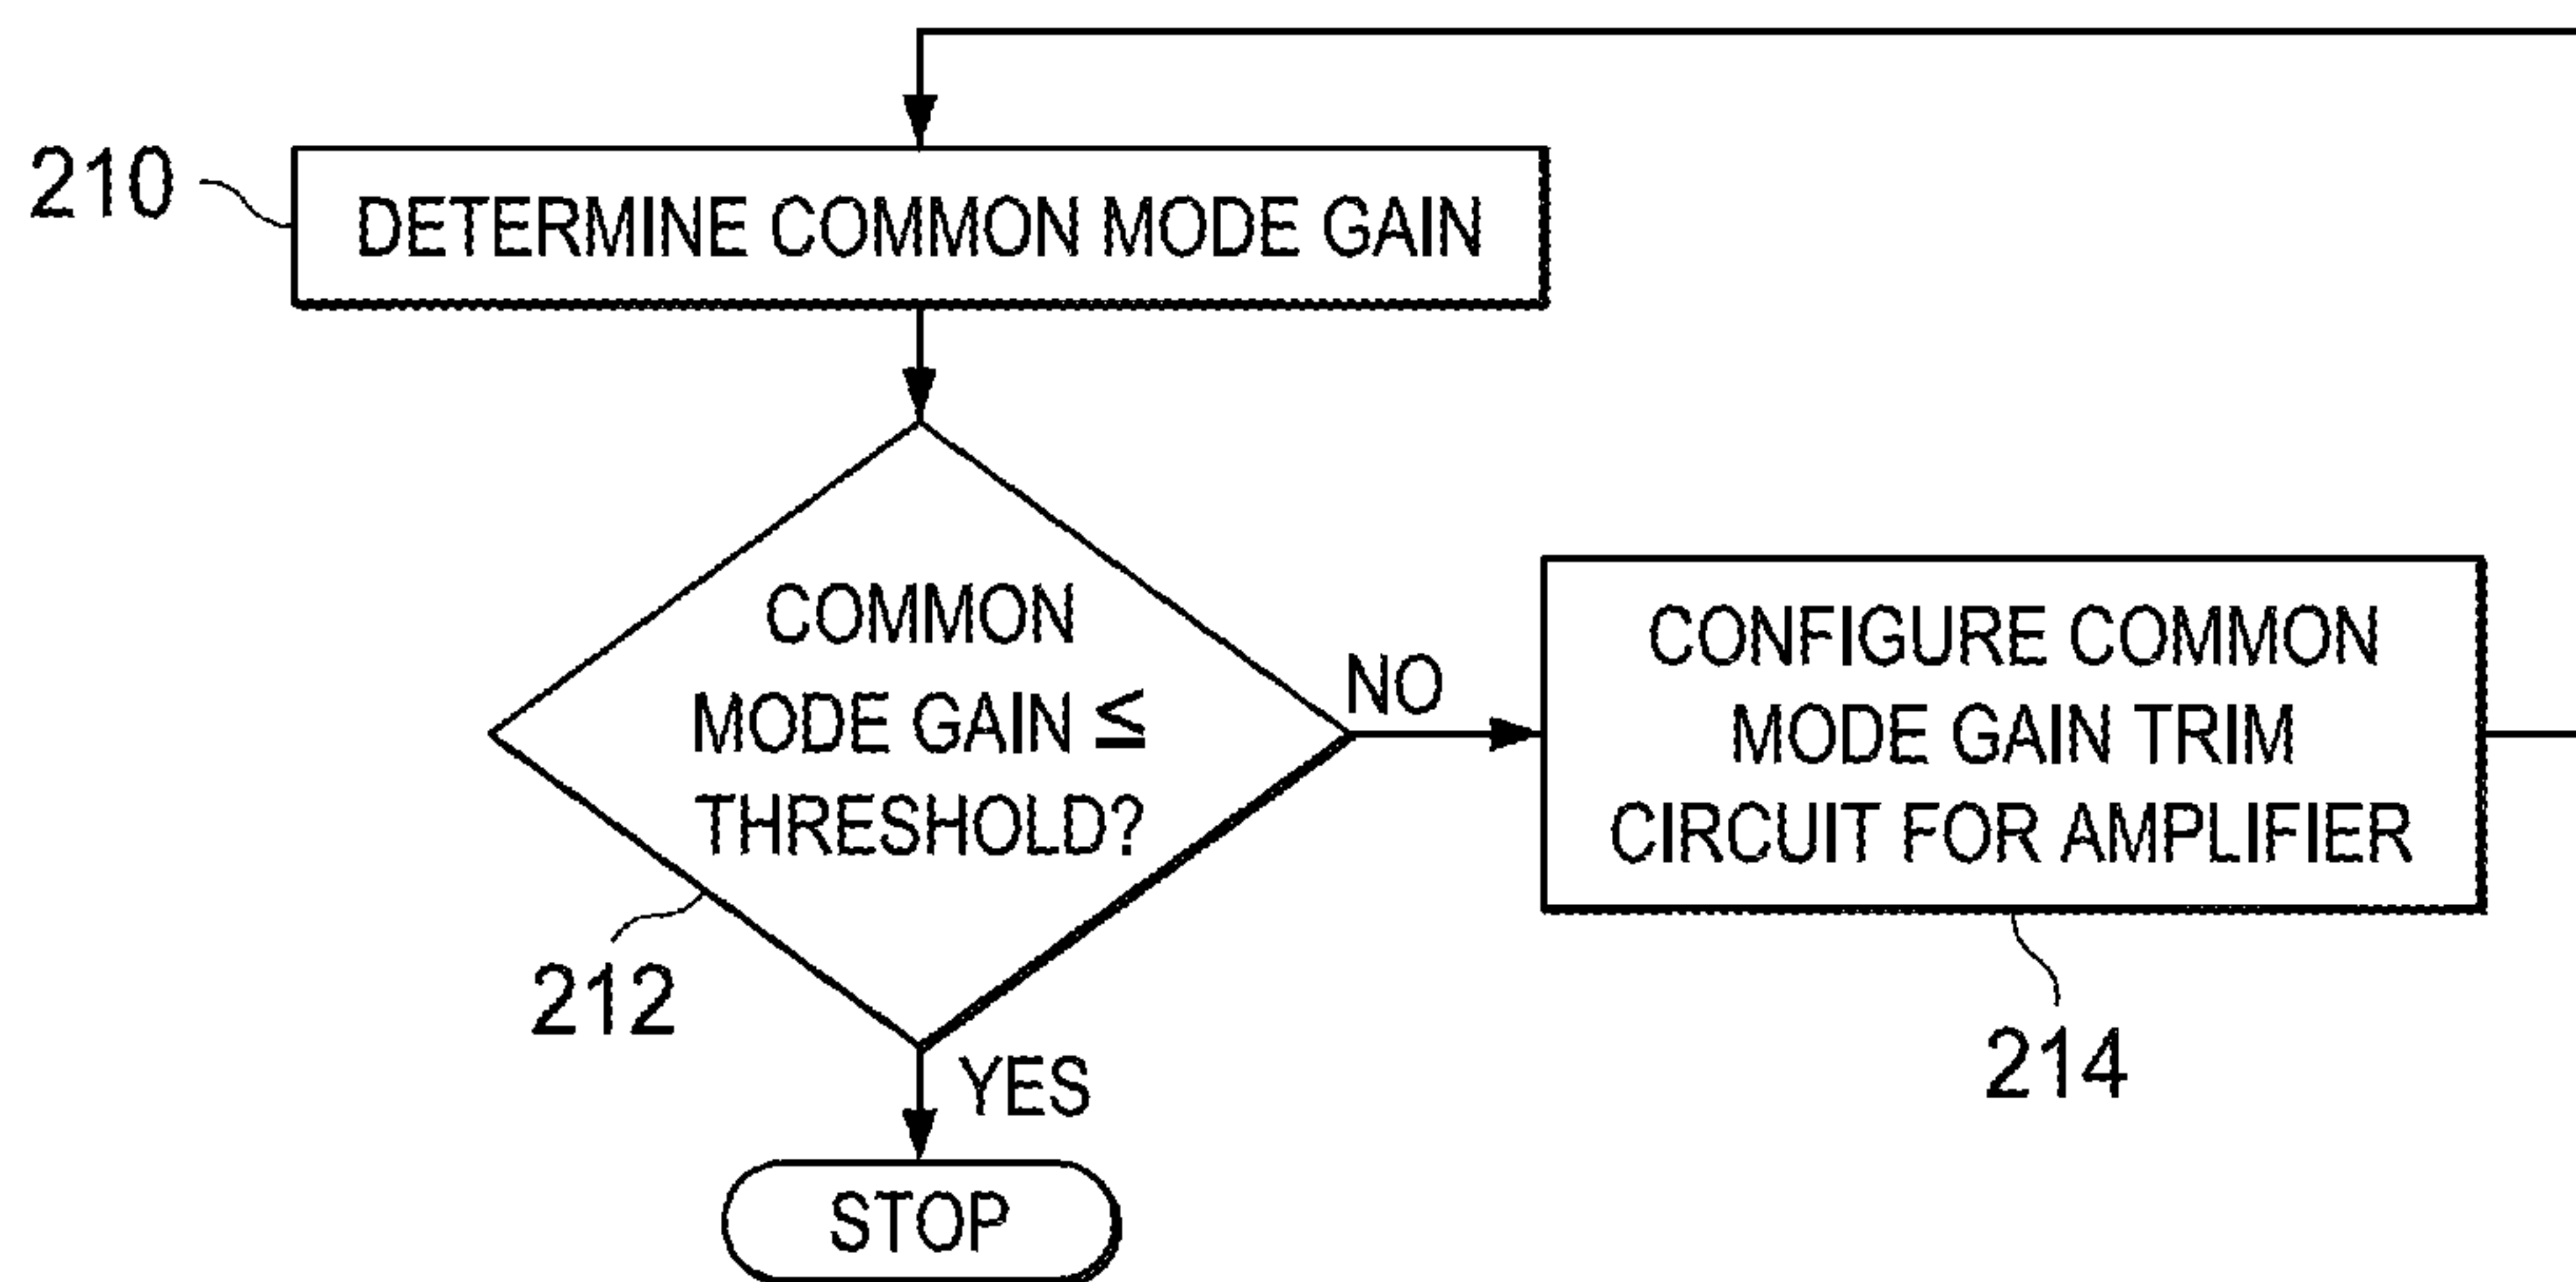 210
DETERMINE COMMON MODE GAIN
COMMON
MODE GAIN ≤
THRESHOLD?
NO
CONFIGURE COMMON
MODE GAIN TRIM
CIRCUIT FOR AMPLIFIER
212
214
YES
STOP